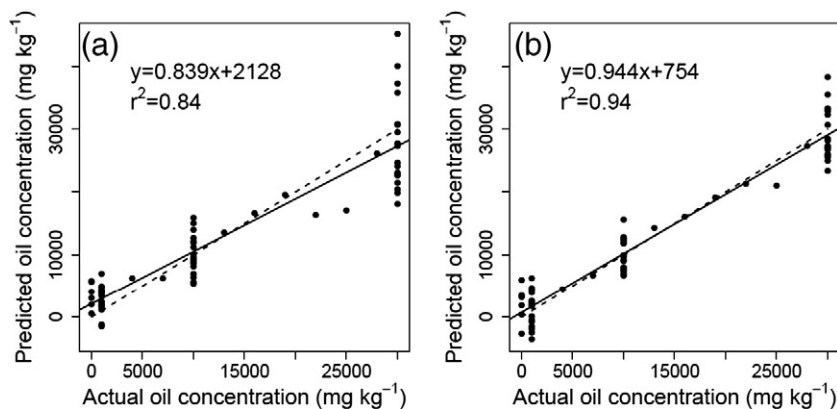 (a)
y=0.839x+2128
r²=0.84
Predicted oil concentration (mg kg⁻¹)
30000
10000
0
0 5000 15000 25000
Actual oil concentration (mg kg⁻¹)
(b)
y=0.944x+754
r²=0.94
Predicted oil concentration (mg kg⁻¹)
30000
10000
0
0 5000 15000 25000
Actual oil concentration (mg kg⁻¹)